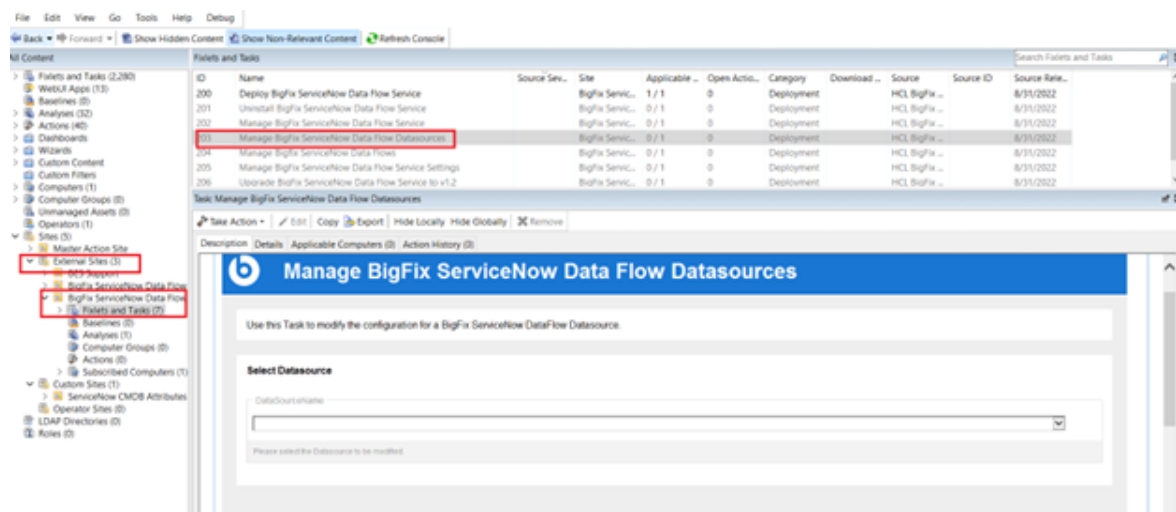 File Edit View Go Tools Help Debug
Back Forward Show Hidden Content Show Non-Relevant Content Refresh Console
All Content
Fixlets and Tasks (2,280)
WebUI Apps (13)
Baselines (0)
Analyses (32)
Actions (40)
Dashboards
Wizards
Custom Content
Custom Filters
Computers (1)
Computer Groups (0)
Unmanaged Assets (0)
Operators (1)
Sites (5)
Master Action Site
External Sites (3)
BES Support
BigFix ServiceNow Data Flow
BigFix ServiceNow Data Flow
Fixlets and Tasks (7)
Baselines (0)
Analyses (1)
Computer Groups (0)
Actions (0)
Subscribed Computers (1)
Custom Sites (1)
ServiceNow CMDB Attributes
Operator Sites (0)
LDAP Directories (0)
Roles (0)
Fixlets and Tasks Search Fixlets and Tasks
ID Name Source Sev... Site Applicable ... Open Actio... Category Download ... Source Source ID Source Rele...
200 Deploy BigFix ServiceNow Data Flow Service BigFix Servic... 1 / 1 0 Deployment HCL BigFix ... 8/31/2022
201 Uninstall BigFix ServiceNow Data Flow Service BigFix Servic... 0 / 1 0 Deployment HCL BigFix ... 8/31/2022
202 Manage BigFix ServiceNow Data Flow Service BigFix Servic... 0 / 1 0 Deployment HCL BigFix ... 8/31/2022
203 Manage BigFix ServiceNow Data Flow Datasources BigFix Servic... 0 / 1 0 Deployment HCL BigFix ... 8/31/2022
204 Manage BigFix ServiceNow Data Flows BigFix Servic... 0 / 1 0 Deployment HCL BigFix ... 8/31/2022
205 Manage BigFix ServiceNow Data Flow Service Settings BigFix Servic... 0 / 1 0 Deployment HCL BigFix ... 8/31/2022
206 Upgrade BigFix ServiceNow Data Flow Service to v1.2 BigFix Servic... 0 / 1 0 Deployment HCL BigFix ... 8/31/2022
Task: Manage BigFix ServiceNow Data Flow Datasources
Take Action Edit Copy Export Hide Locally Hide Globally Remove
Description Details Applicable Computers (0) Action History (0)
Manage BigFix ServiceNow Data Flow Datasources
Use this Task to modify the configuration for a BigFix ServiceNow DataFlow Datasource.
Select Datasource
DataSourceName
Please select the Datasource to be modified.